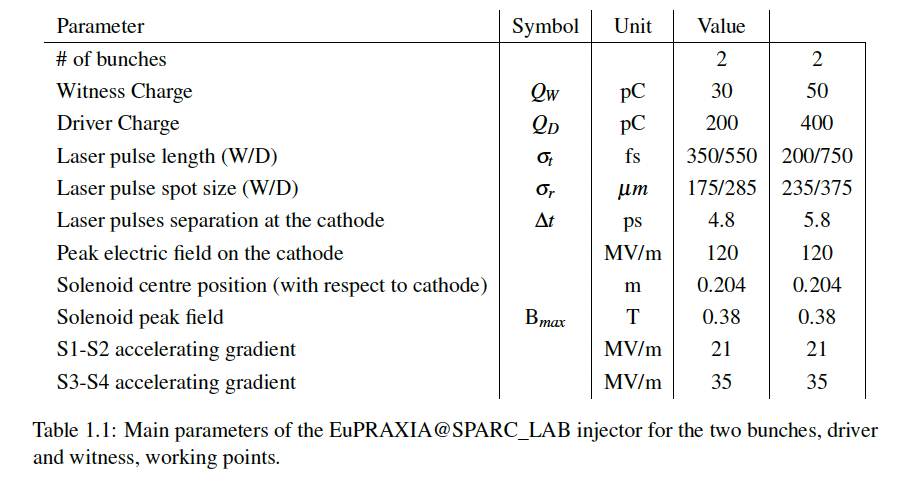 Parameter Symbol Unit Value
# of bunches 2 2
Witness Charge Q_W pC 30 50
Driver Charge Q_D pC 200 400
Laser pulse length (W/D) σ_t fs 350/550 200/750
Laser pulse spot size (W/D) σ_r μm 175/285 235/375
Laser pulses separation at the cathode Δt ps 4.8 5.8
Peak electric field on the cathode MV/m 120 120
Solenoid centre position (with respect to cathode) m 0.204 0.204
Solenoid peak field B_max T 0.38 0.38
S1-S2 accelerating gradient MV/m 21 21
S3-S4 accelerating gradient MV/m 35 35
Table 1.1: Main parameters of the EuPRAXIA@SPARC_LAB injector for the two bunches, driver
and witness, working points.